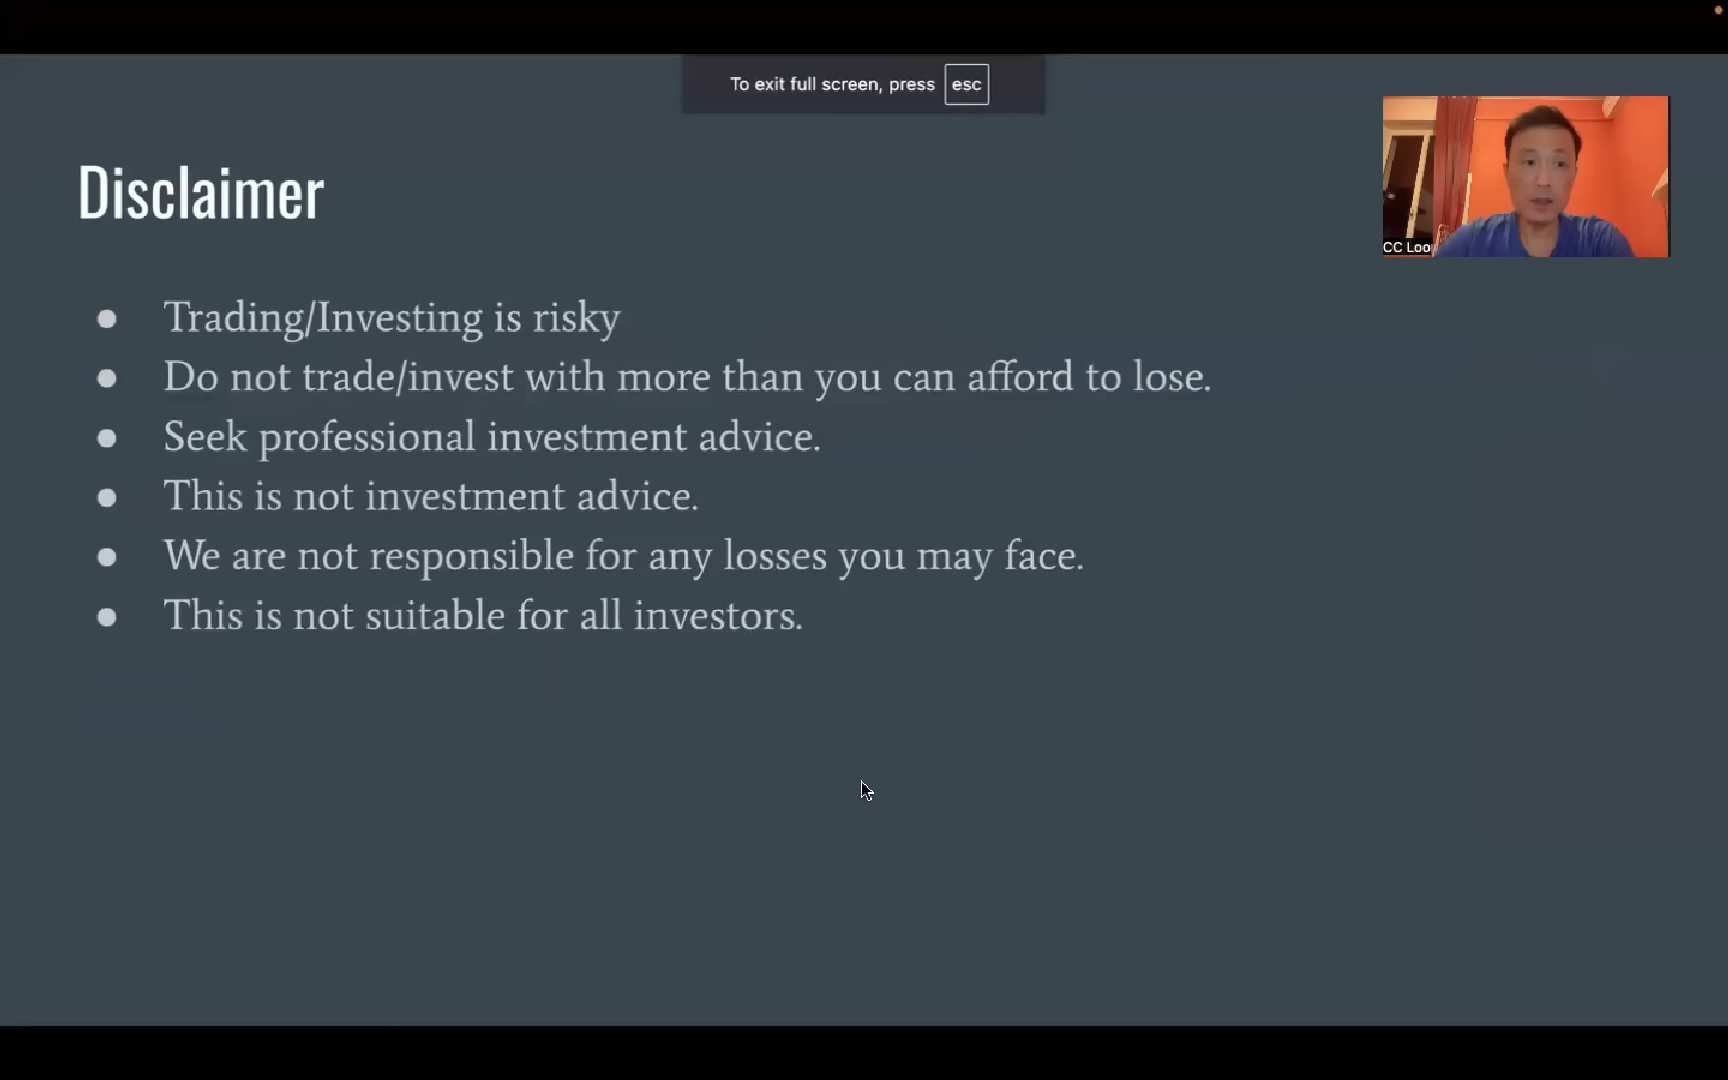 To exit full screen, press esc
Disclaimer
CC Loo
● Trading/Investing is risky
● Do not trade/invest with more than you can afford to lose.
● Seek professional investment advice.
● This is not investment advice.
● We are not responsible for any losses you may face.
● This is not suitable for all investors.